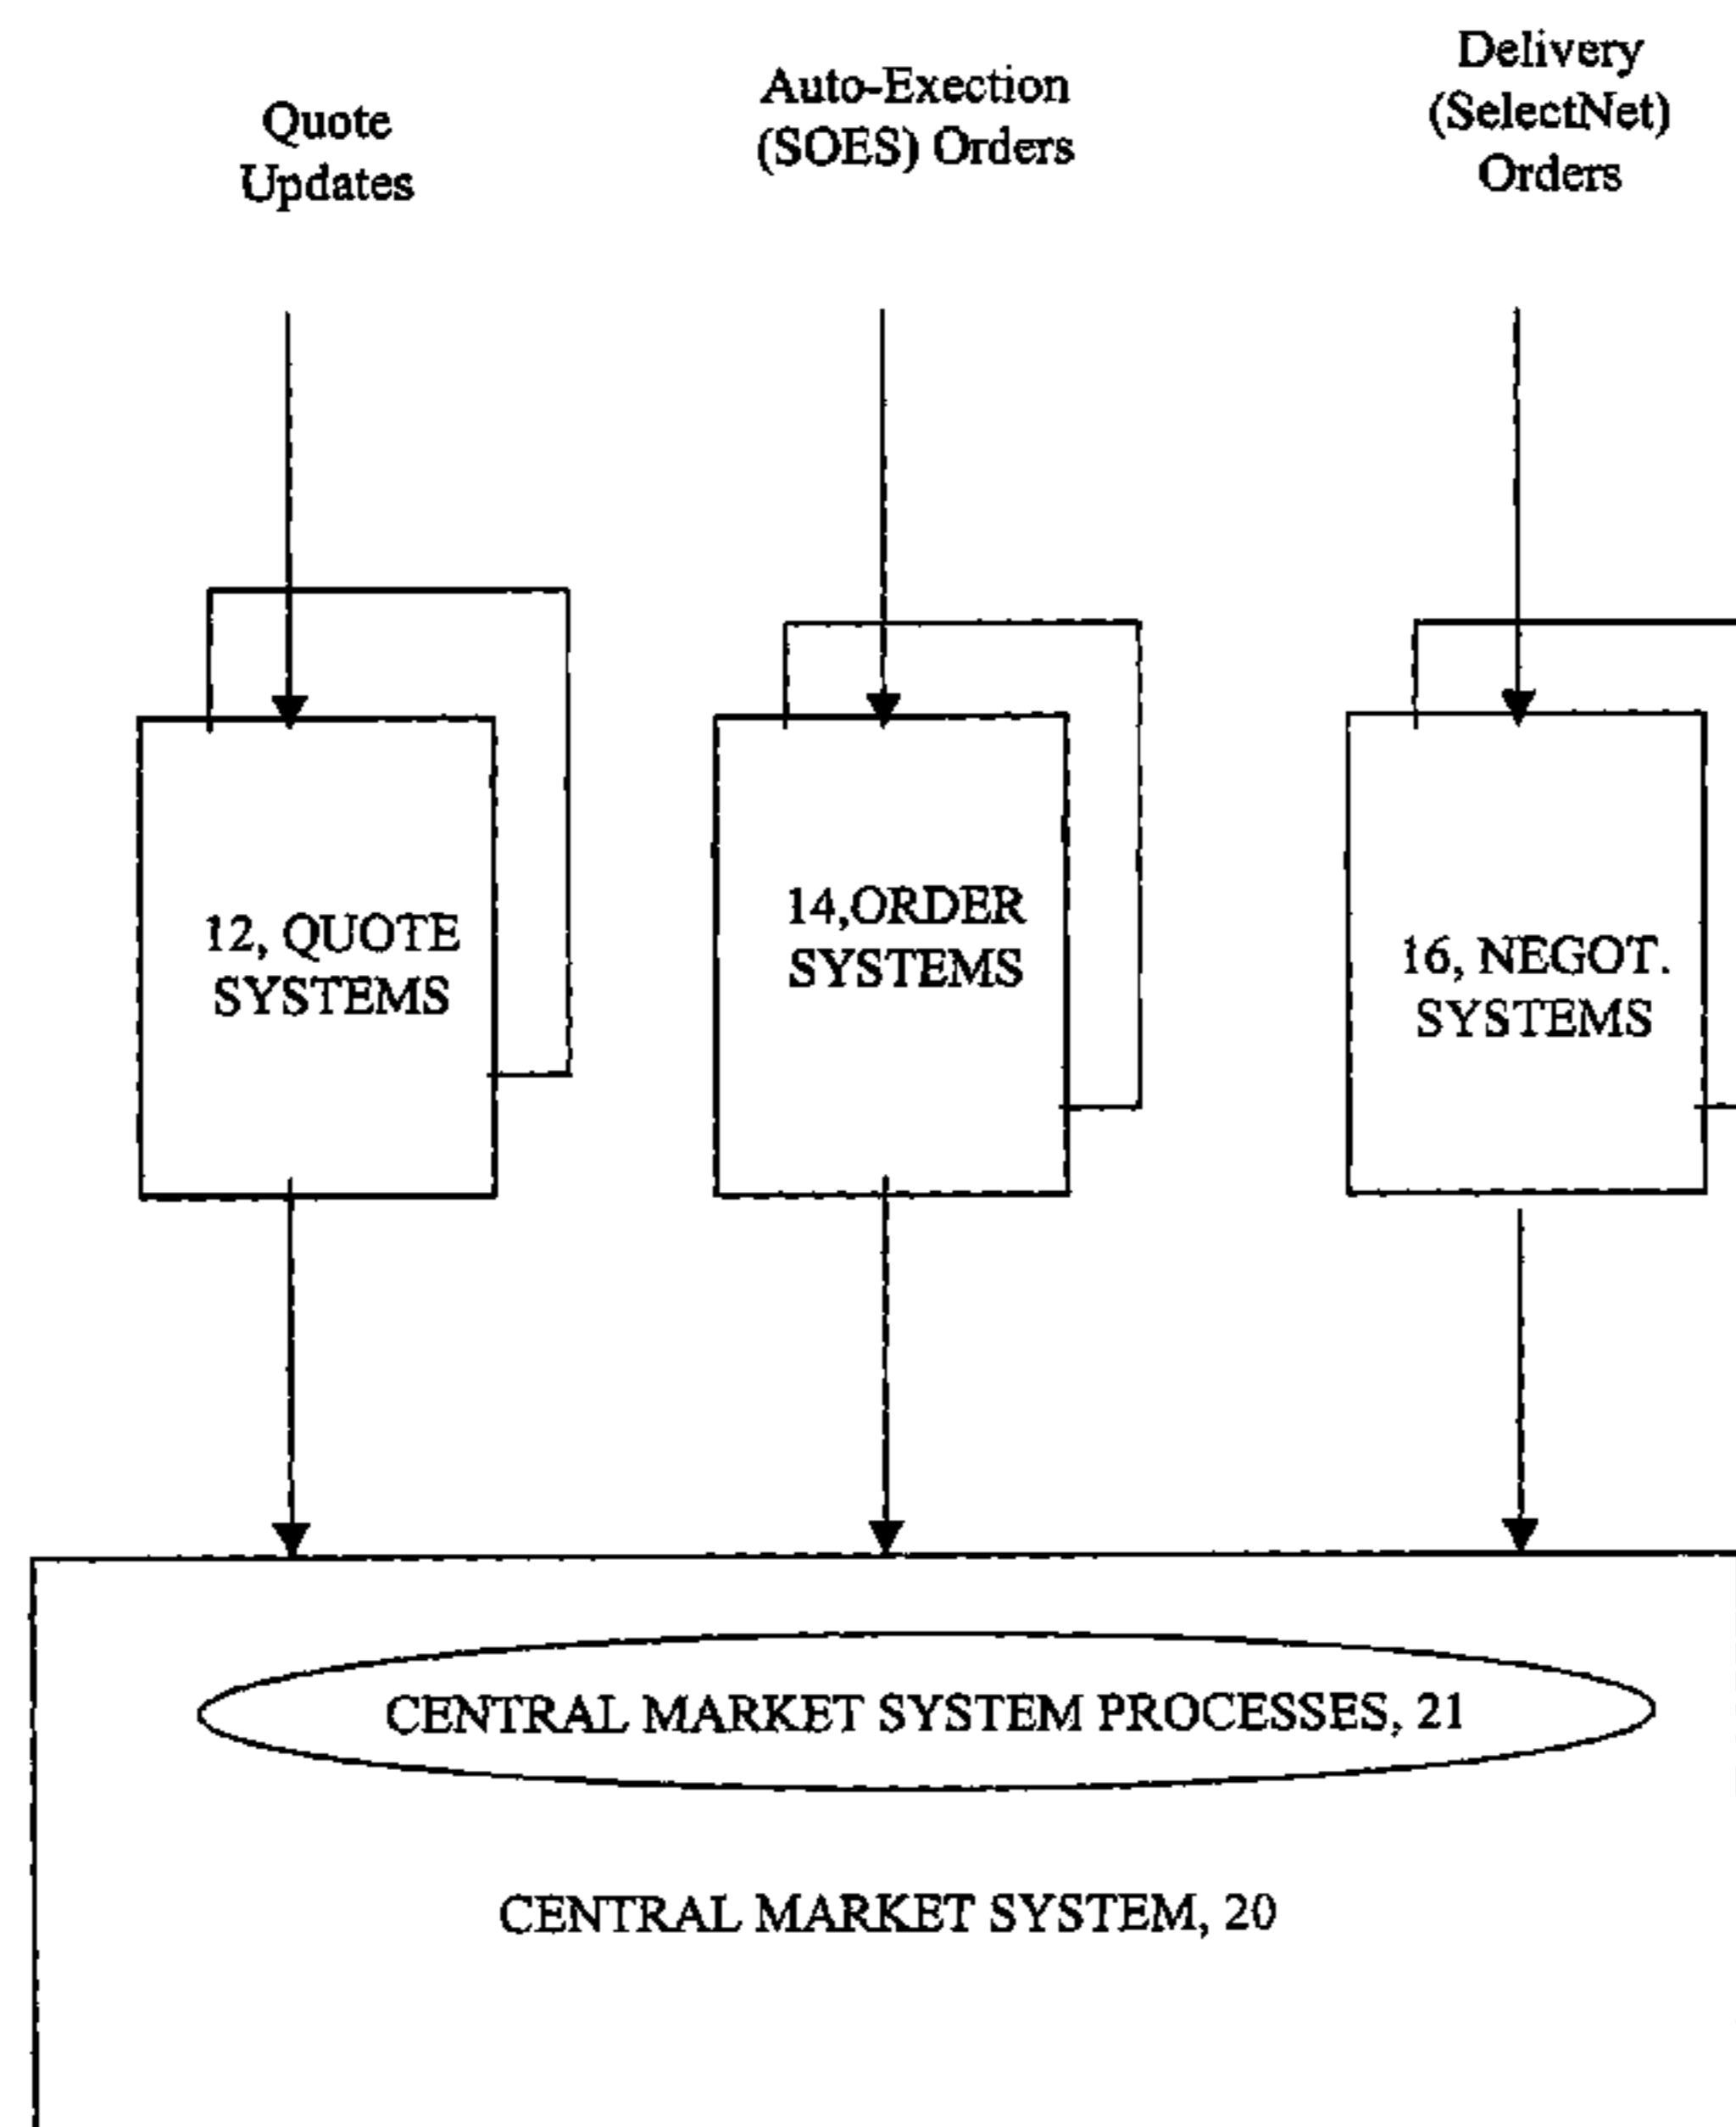 Quote
Updates
Auto-Exection
(SOES) Orders
Delivery
(SelectNet)
Orders
12, QUOTE
SYSTEMS
14,ORDER
SYSTEMS
16, NEGOT.
SYSTEMS
CENTRAL MARKET SYSTEM PROCESSES, 21
CENTRAL MARKET SYSTEM, 20